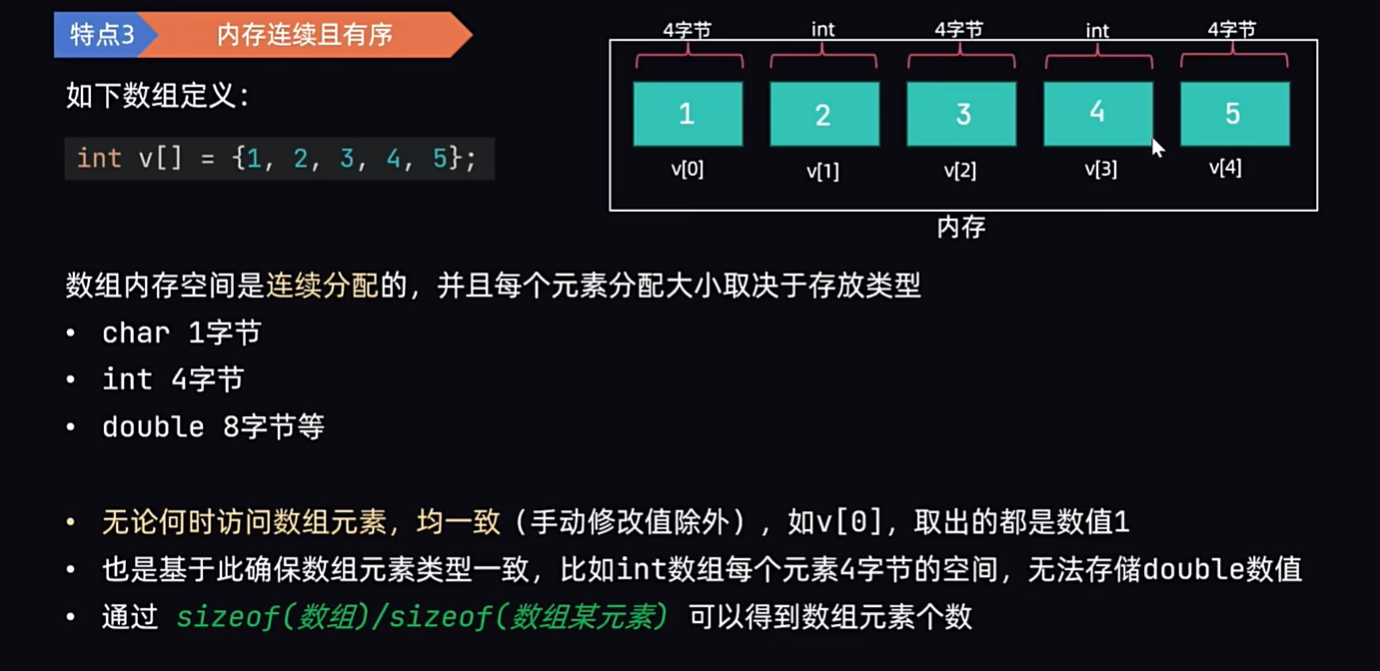 特点3 内存连续且有序
如下数组定义：
int v[] = {1, 2, 3, 4, 5};
4字节 int 4字节 int 4字节
1 2 3 4 5
v[0] v[1] v[2] v[3] v[4]
内存
数组内存空间是连续分配的，并且每个元素分配大小取决于存放类型
• char 1字节
• int 4字节
• double 8字节等
• 无论何时访问数组元素，均一致（手动修改值除外），如v[0]，取出的都是数值1
• 也是基于此确保数组元素类型一致，比如int数组每个元素4字节的空间，无法存储double数值
• 通过 sizeof(数组)/sizeof(数组某元素) 可以得到数组元素个数